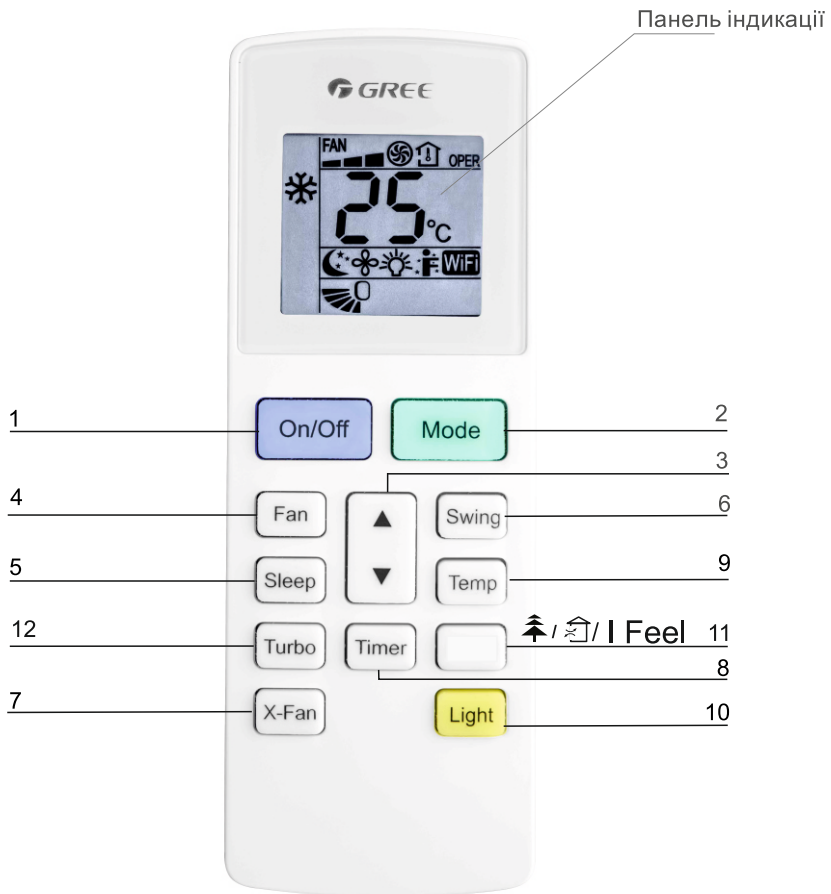 Панель індикації
GREE
FAN
OPER
25°C
WiFi
1
On/Off
Mode
2
3
4
Fan
Swing
6
5
Sleep
Temp
9
12
Turbo
Timer
/ / I Feel 11
8
7
X-Fan
Light
10